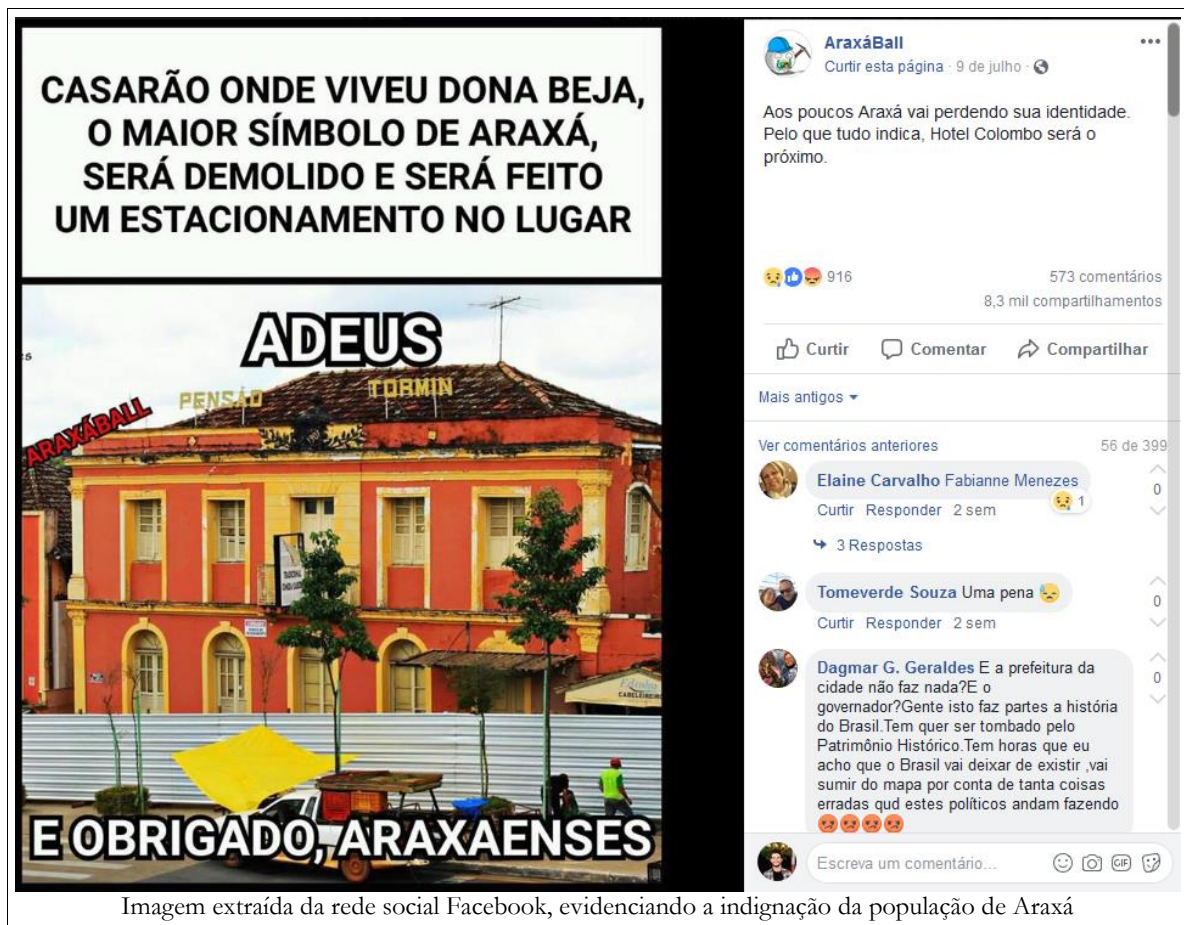 CASARÃO ONDE VIVEU DONA BEJA,
O MAIOR SÍMBOLO DE ARAXÁ,
SERÁ DEMOLIDO E SERÁ FEITO
UM ESTACIONAMENTO NO LUGAR
ADEUS
PENSÃO TORMIN
ARAXÁBALL
TRADICIONAL
CABELEIREIRO
E OBRIGADO, ARAXAENSES
AraxáBall
Curtir esta página · 9 de julho
Aos poucos Araxá vai perdendo sua identidade.
Pelo que tudo indica, Hotel Colombo será o
próximo.
916 573 comentários
8,3 mil compartilhamentos
Curtir Comentar Compartilhar
Mais antigos
Ver comentários anteriores 56 de 399
Elaine Carvalho Fabianne Menezes
1
0
Curtir Responder 2 sem
3 Respostas
Tomeverde Souza Uma pena
0
Curtir Responder 2 sem
Dagmar G. Geraldes E a prefeitura da
0
cidade não faz nada?E o
governador?Gente isto faz partes a história
do Brasil.Tem quer ser tombado pelo
Patrimônio Histórico.Tem horas que eu
acho que o Brasil vai deixar de existir ,vai
sumir do mapa por conta de tanta coisas
erradas qud estes políticos andam fazendo
Escreva um comentário... GIF
Imagem extraída da rede social Facebook, evidenciando a indignação da população de Araxá